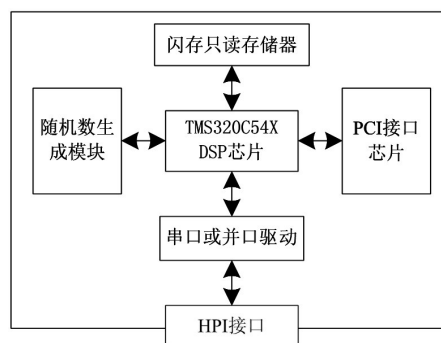 闪存只读存储器
随机数生
成模块
TMS320C54X
DSP芯片
PCI接口
芯片
串口或并口驱动
HPI接口